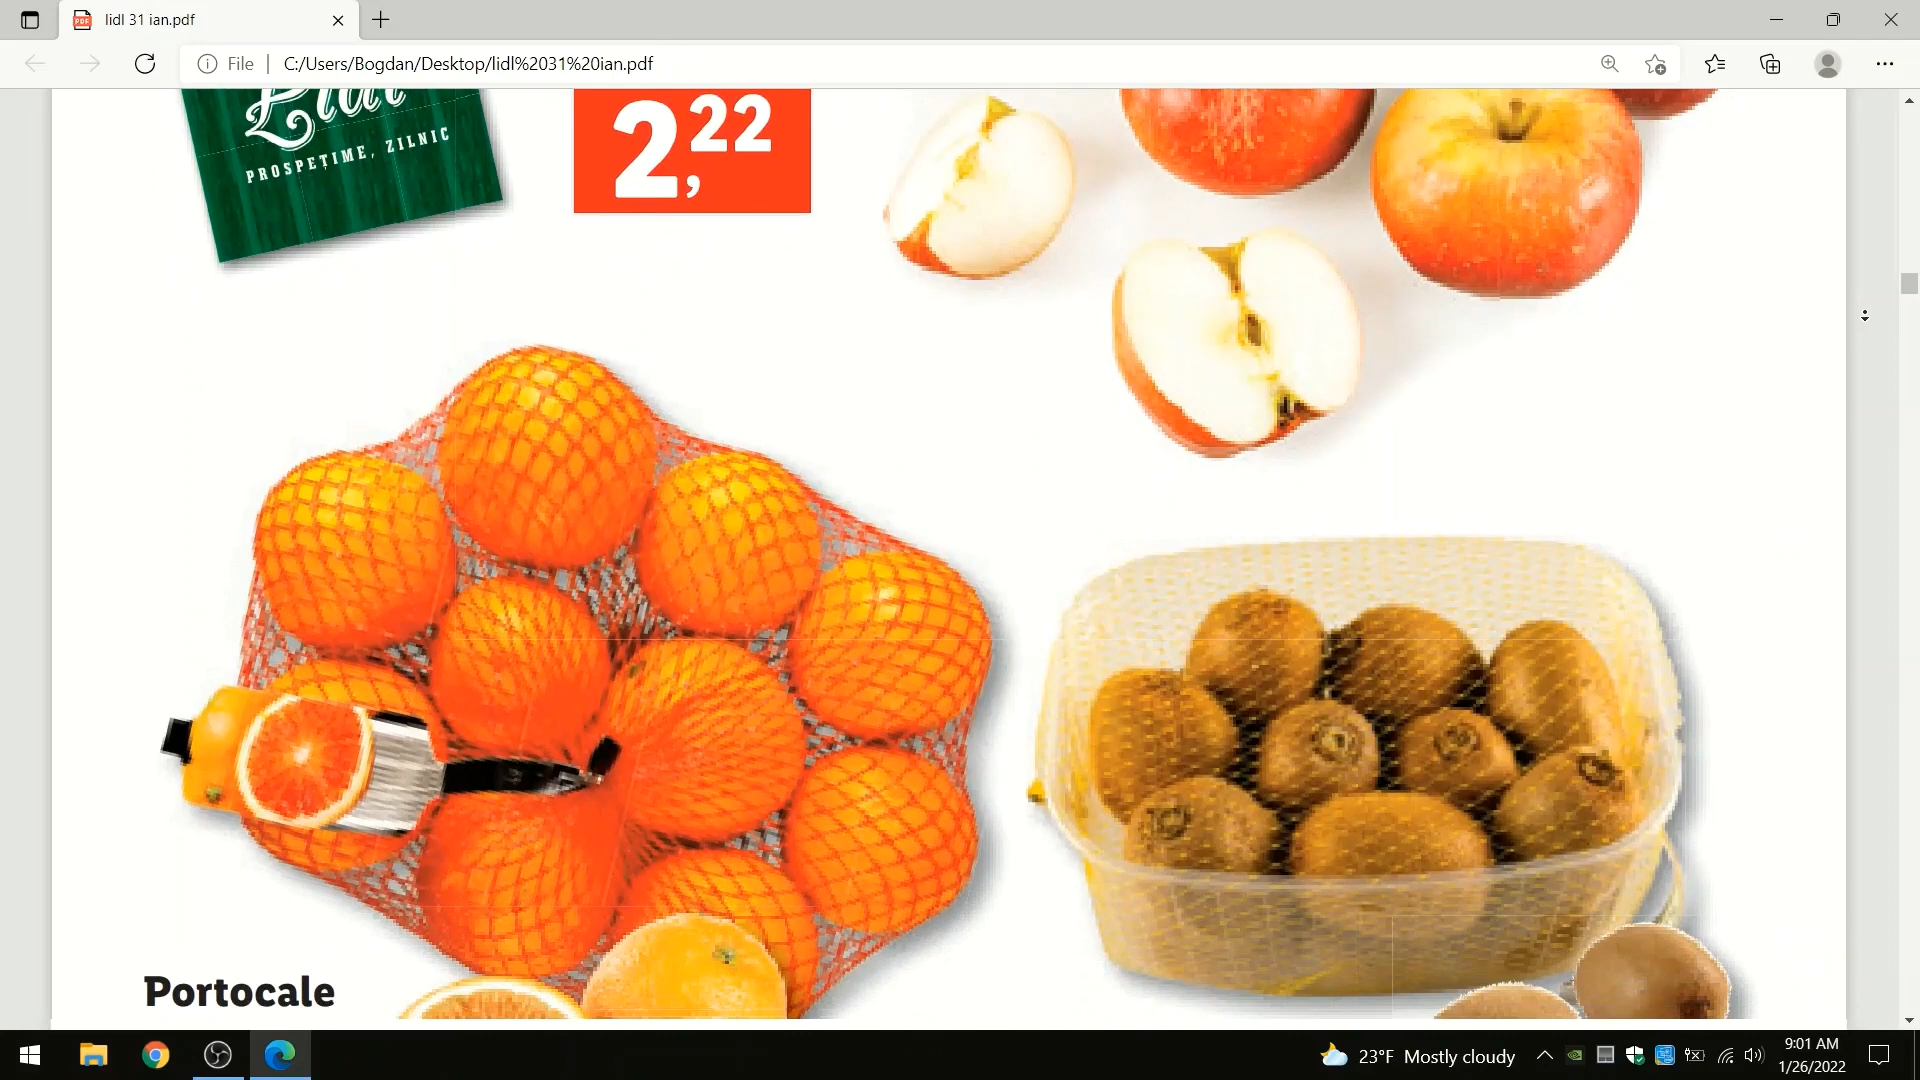 lidl 31 ian.pdf
File
C:/Users/Bogdan/Desktop/lidl%2031%20ian.pdf
Lidl
PROSPEȚIME, ZILNIC
2,22
Portocale
23°F Mostly cloudy
9:01 AM
1/26/2022